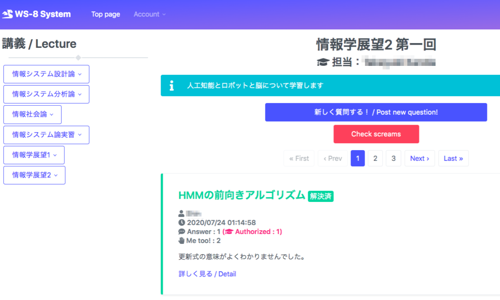 WS-8 System
Top page
Account
講義 / Lecture
情報システム設計論
情報システム分析論
情報社会論
情報システム論実習
情報学展望1
情報学展望2
情報学展望2 第一回
担当：
人工知能とロボットと脳について学習します
新しく質問する！ / Post new question!
Check screams
« First
‹ Prev
1
2
3
Next ›
Last »
HMMの前向きアルゴリズム 解決済
2020/07/24 01:14:58
Answer : 1 (Authorized : 1)
Me too! : 2
更新式の意味がよくわかりませんでした。
詳しく見る / Detail